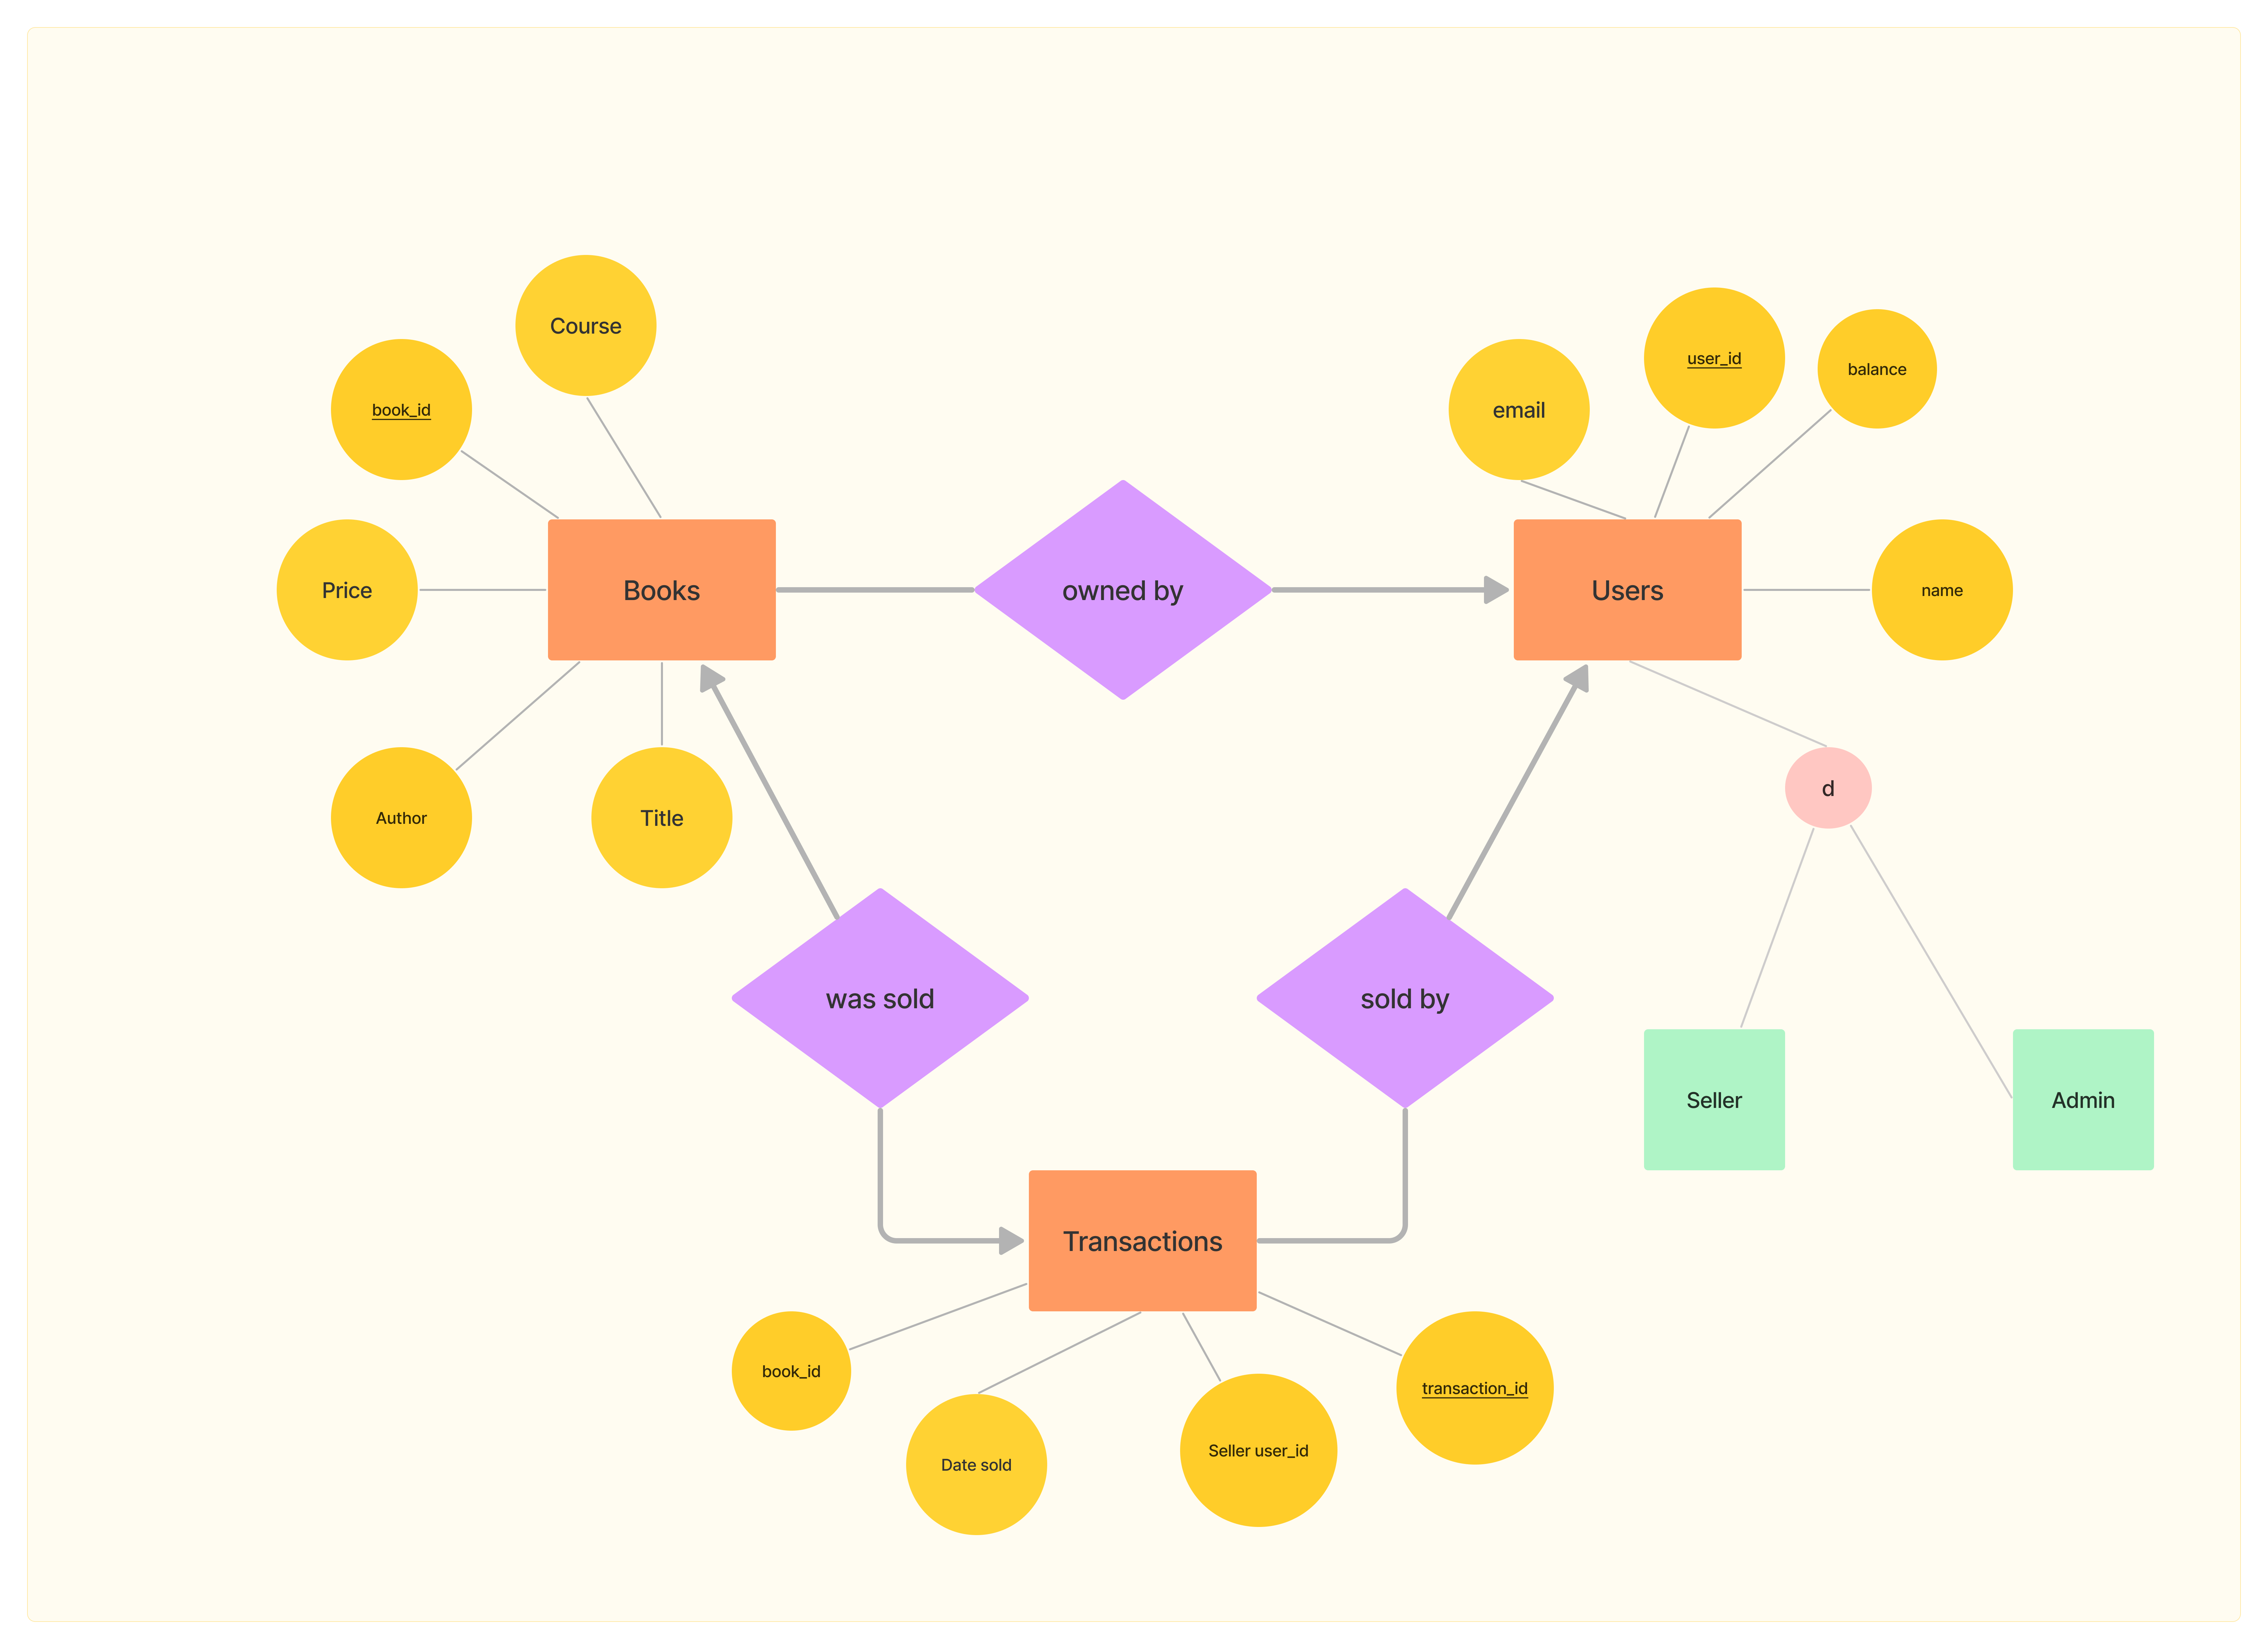 Course
book_id
user_id
balance
email
Price
Books
owned by
Users
name
Author
Title
d
was sold
sold by
Seller
Admin
Transactions
book_id
Date sold
Seller user_id
transaction_id